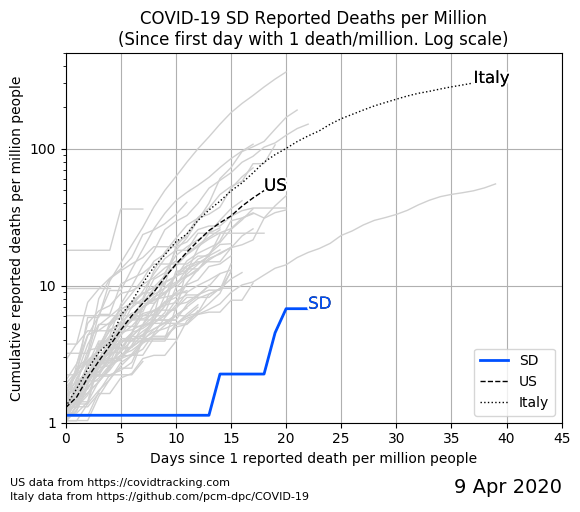 COVID-19 SD Reported Deaths per Million
(Since first day with 1 death/million. Log scale)
Cumulative reported deaths per million people
100
10
1
Italy
US
SD
SD
US
Italy
0 5 10 15 20 25 30 35 40 45
Days since 1 reported death per million people
US data from https://covidtracking.com
Italy data from https://github.com/pcm-dpc/COVID-19
9 Apr 2020